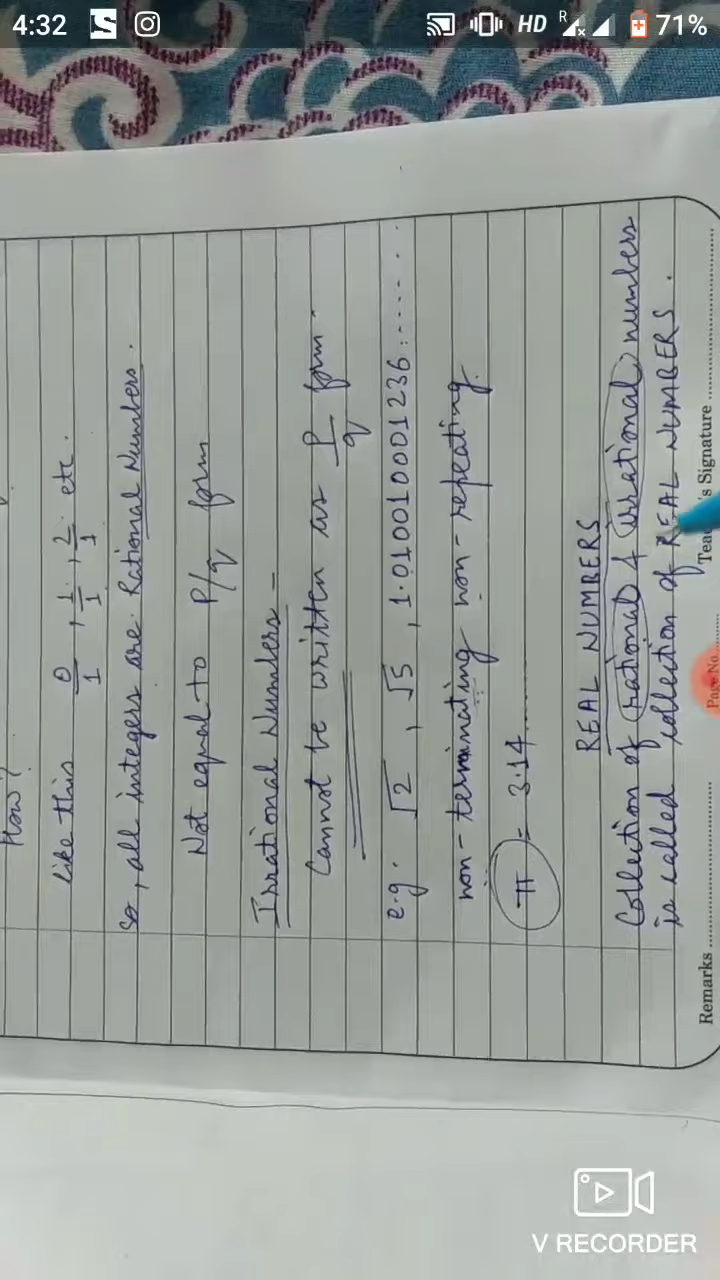 4:32
HD
R
71%
How?
like this 0/1, 1/1, 2/1 etc.
So, all integers are Rational Numbers.
Not equal to P/q form
Irrational Numbers -
Cannot be written as P/q form.
e.g. √2, √5, 1.010010001236:-----
non-terminating non-repeating.
π = 3.14......
REAL NUMBERS
Collection of rational & irrational numbers
is called collection of REAL NUMBERS.
Remarks
Page No.
's Signature
V RECORDER